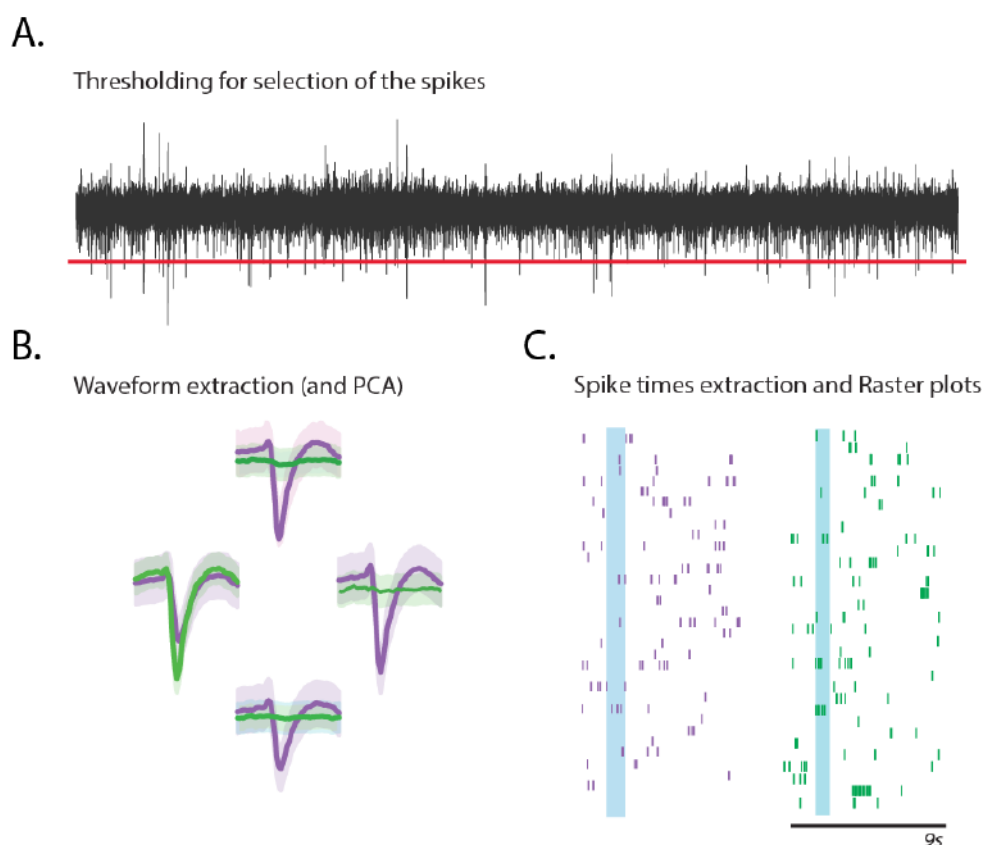 A.
Thresholding for selection of the spikes
B.
Waveform extraction (and PCA)
C.
Spike times extraction and Raster plots
9s